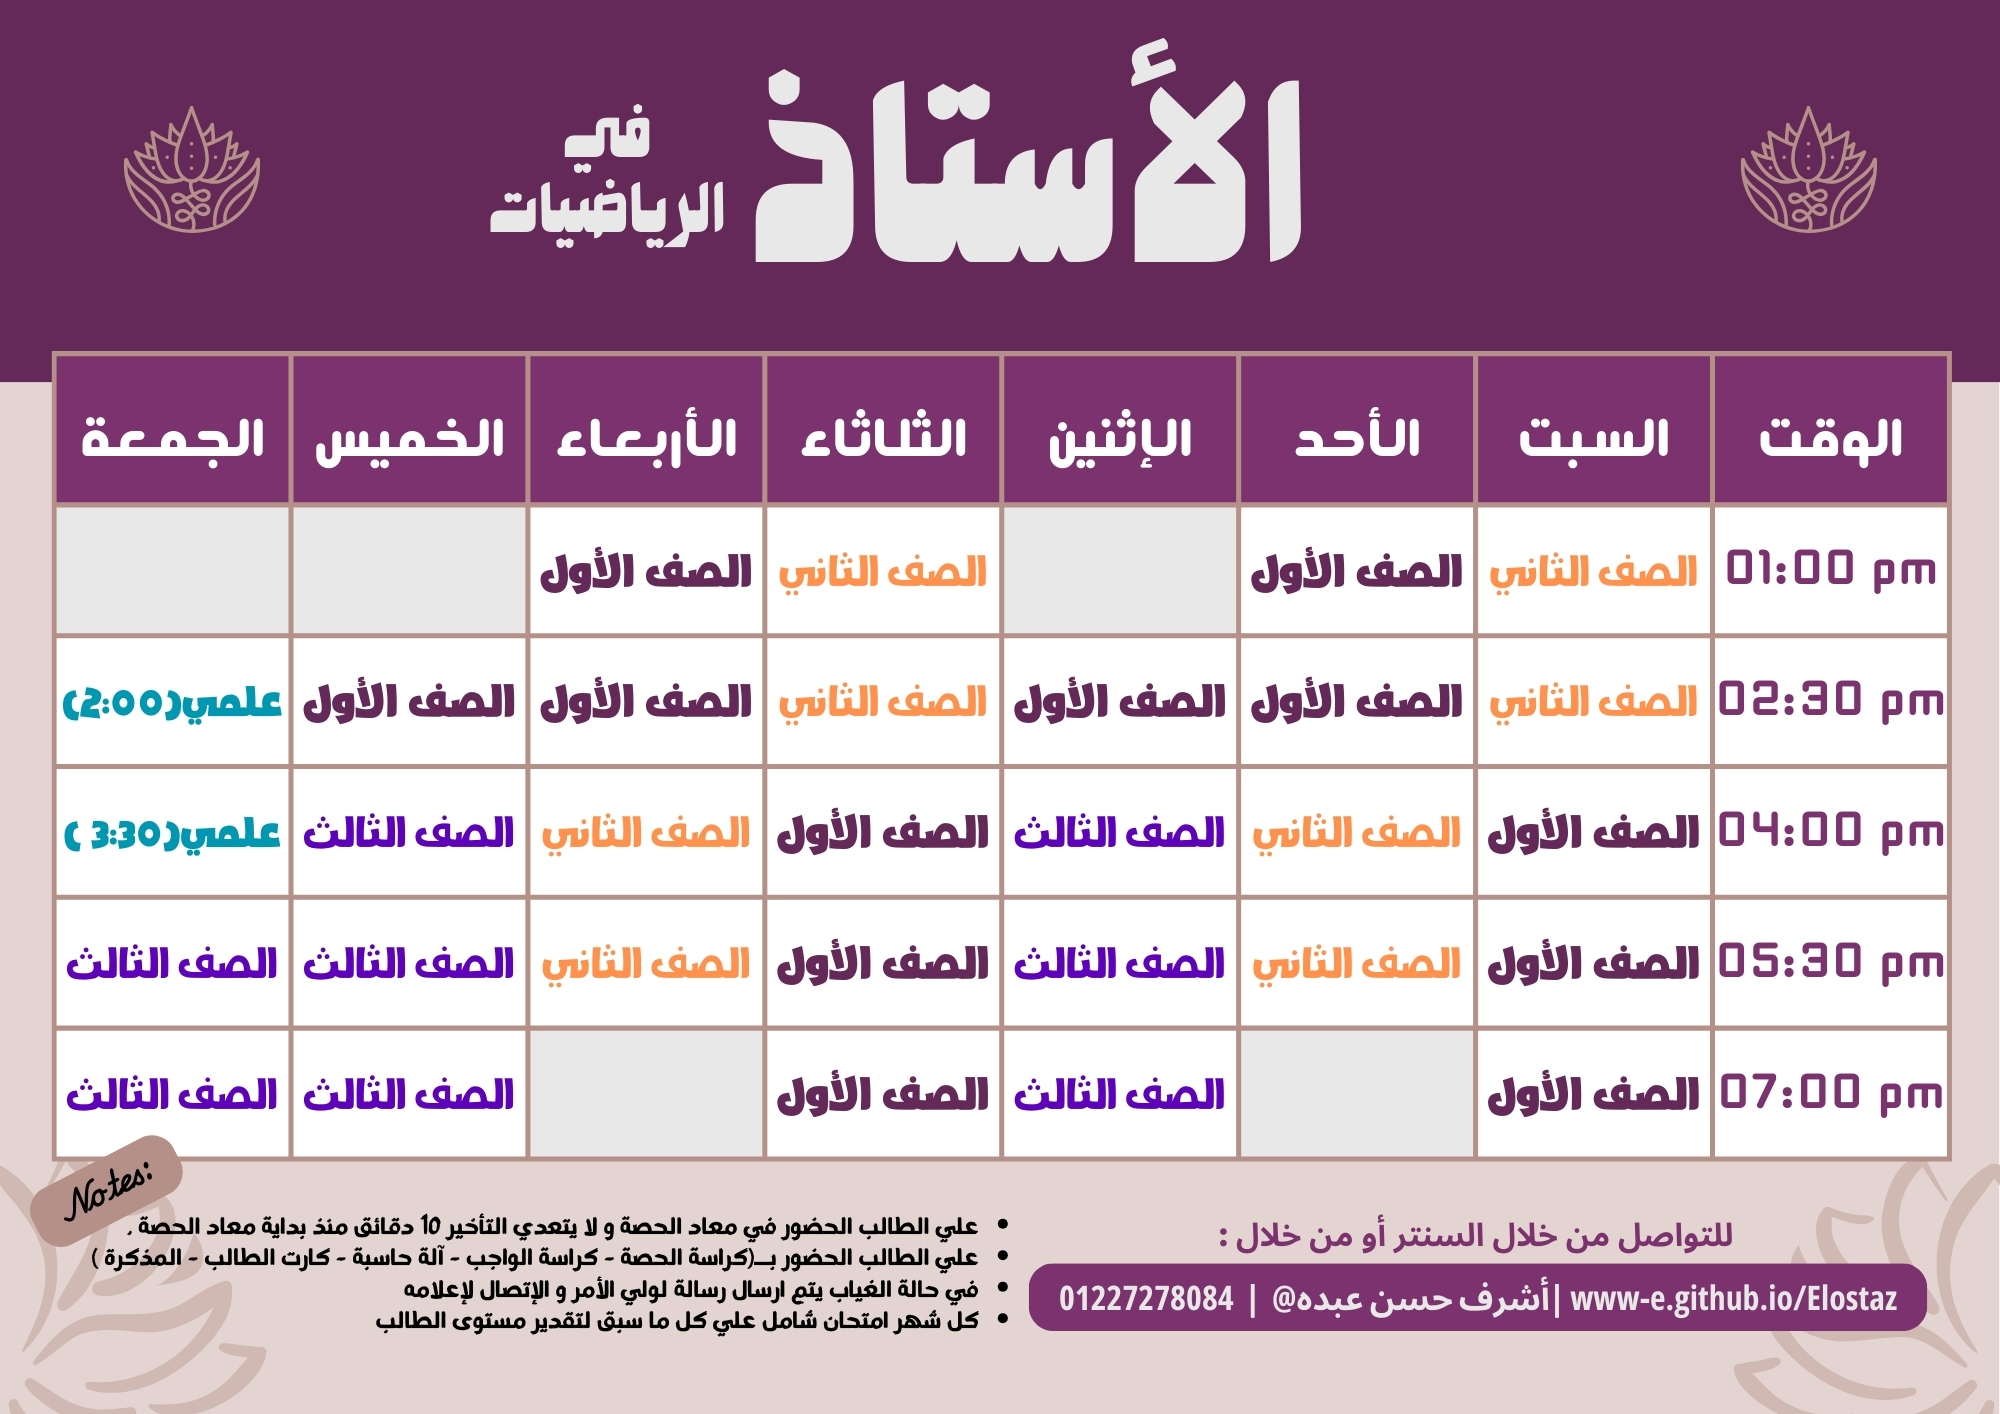 الأستاذ
في
الرياضيات
الوقت السبت الأحد الإثنين الثلاثاء الأربعاء الخميس الجمعة
01:00 pm الصف الثاني الصف الأول الصف الثاني الصف الأول
02:30 pm الصف الثاني الصف الأول الصف الأول الصف الثاني الصف الأول الصف الأول علمي(2:00)
04:00 pm الصف الأول الصف الثاني الصف الثالث الصف الأول الصف الثاني الصف الثالث علمي(3:30 )
05:30 pm الصف الأول الصف الثاني الصف الثالث الصف الأول الصف الثاني الصف الثالث الصف الثالث
07:00 pm الصف الأول الصف الثالث الصف الأول الصف الثالث الصف الثالث
للتواصل من خلال السنتر أو من خلال :
01227278084 | @أشرف حسن عبده| www-e.github.io/Elostaz
Notes:
• علي الطالب الحضور في معاد الحصة و لا يتعدي التأخير 10 دقائق منذ بداية معاد الحصة .
• علي الطالب الحضور بـ(كراسة الحصة - كراسة الواجب - آلة حاسبة - كارت الطالب - المذكرة )
• في حالة الغياب يتم ارسال رسالة لولي الأمر و الإتصال لإعلامه
• كل شهر امتحان شامل علي كل ما سبق لتقدير مستوى الطالب